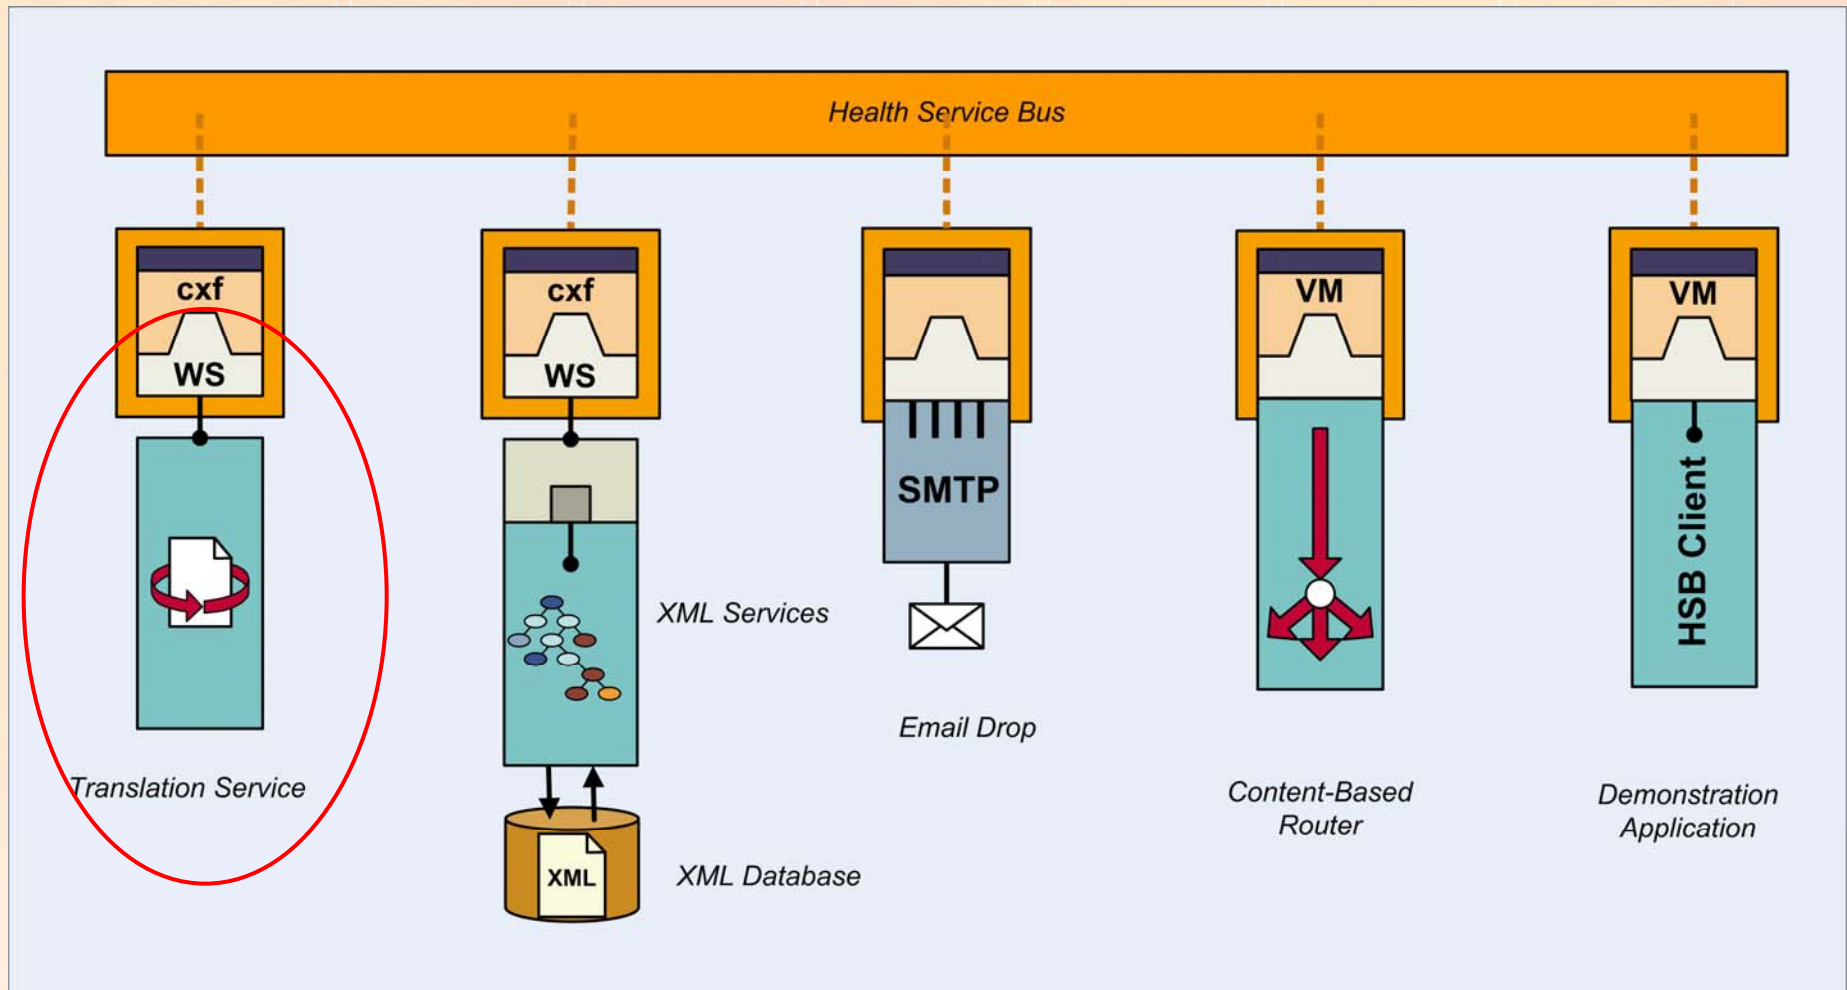 Health Service Bus
cxf
WS
cxf
WS
VM
VM
SMTP
HSB Client
XML Services
Email Drop
Translation Service
Content-Based
Router
Demonstration
Application
XML
XML Database